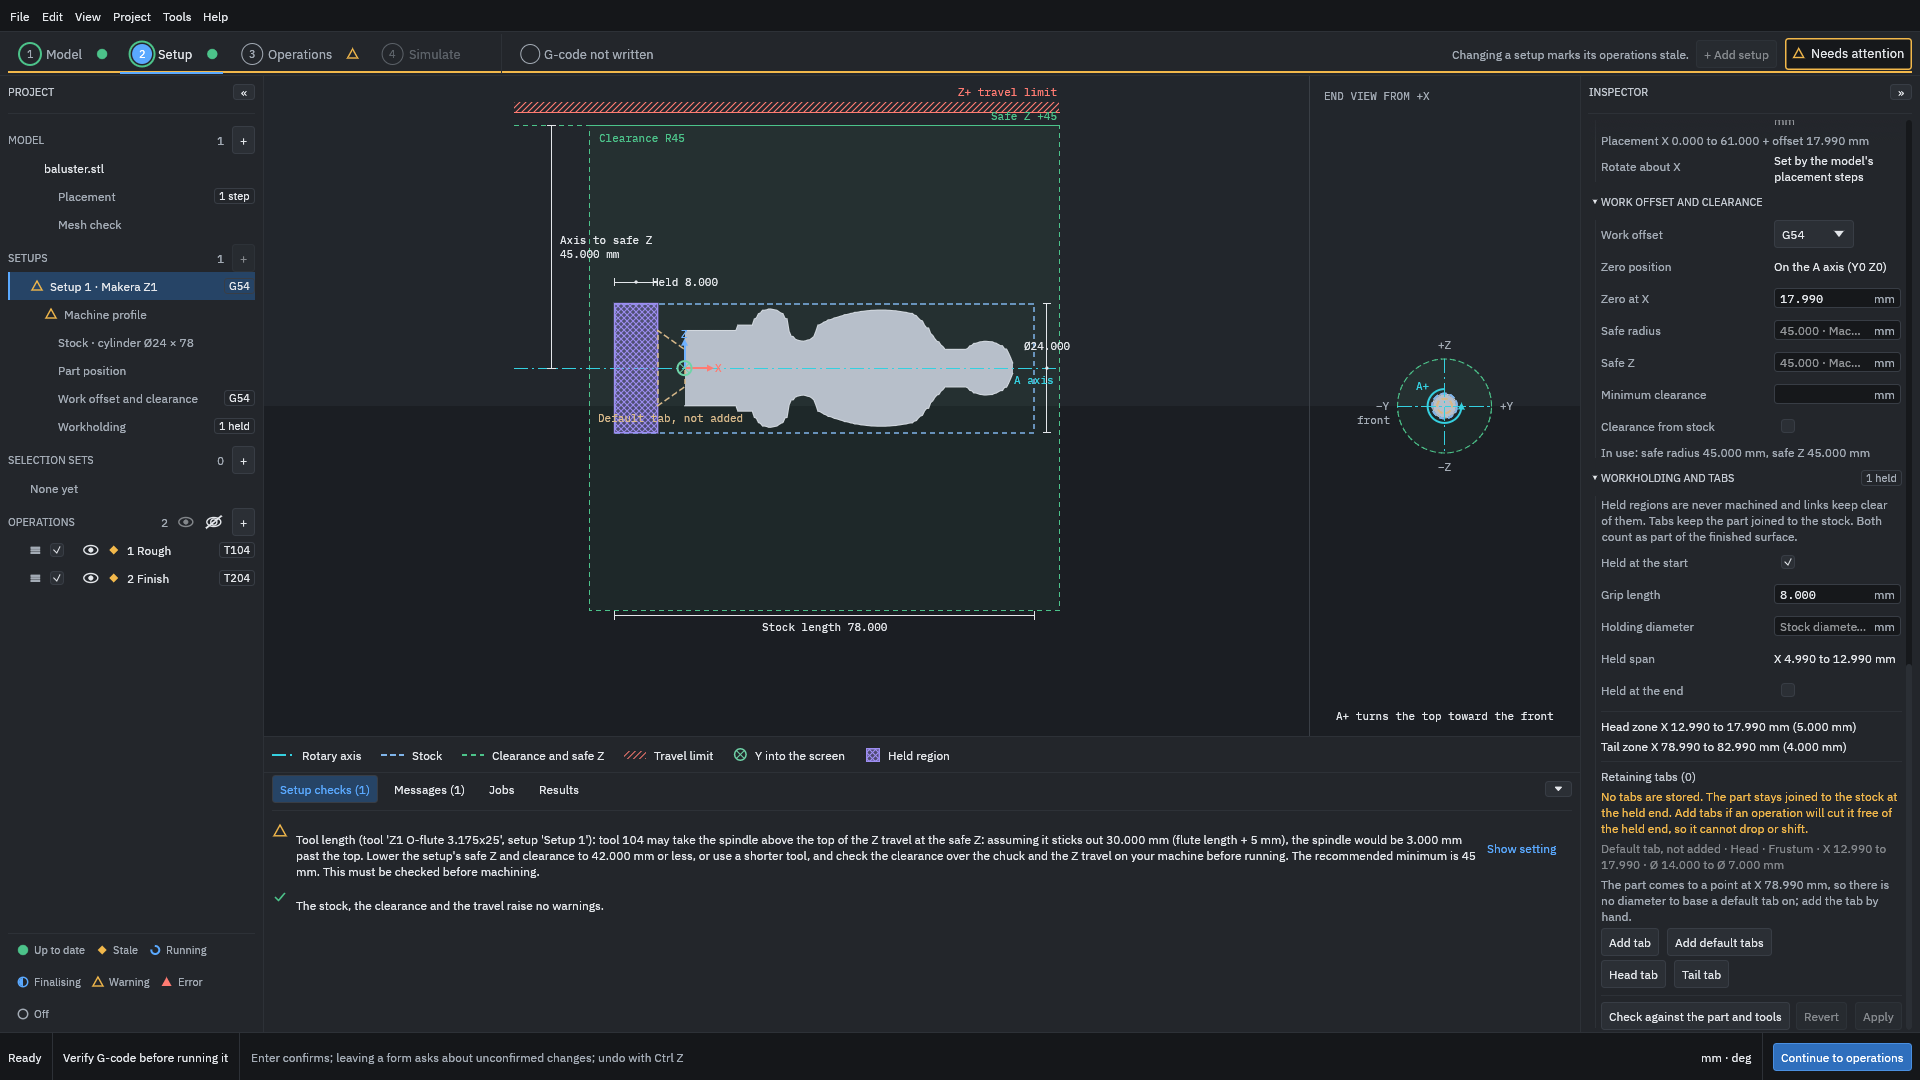 File Edit View Project Tools Help
1 Model 2 Setup 3 Operations 4 Simulate G-code not written Changing a setup marks its operations stale. + Add setup Needs attention
PROJECT «
MODEL 1 +
baluster.stl
Placement 1 step
Mesh check
SETUPS 1 +
Setup 1 · Makera Z1 G54
Machine profile
Stock · cylinder Ø24 × 78
Part position
Work offset and clearance G54
Workholding 1 held
SELECTION SETS 0 +
None yet
OPERATIONS 2 +
1 Rough T104
2 Finish T204
Up to date Stale Running
Finalising Warning Error
Off
Z+ travel limit
Safe Z +45
Clearance R45
Axis to safe Z
45.000 mm
Held 8.000
Ø24.000
Z
X
A axis
Default tab, not added
Stock length 78.000
END VIEW FROM +X
+Z
A+
−Y
front
+Y
−Z
A+ turns the top toward the front
Rotary axis Stock Clearance and safe Z Travel limit Y into the screen Held region
Setup checks (1) Messages (1) Jobs Results
Tool length (tool 'Z1 O-flute 3.175x25', setup 'Setup 1'): tool 104 may take the spindle above the top of the Z travel at the safe Z: assuming it sticks out 30.000 mm (flute length + 5 mm), the spindle would be 3.000 mm
past the top. Lower the setup's safe Z and clearance to 42.000 mm or less, or use a shorter tool, and check the clearance over the chuck and the Z travel on your machine before running. The recommended minimum is 45
mm. This must be checked before machining.
Show setting
The stock, the clearance and the travel raise no warnings.
INSPECTOR »
mm
Placement X 0.000 to 61.000 + offset 17.990 mm
Rotate about X Set by the model's
placement steps
WORK OFFSET AND CLEARANCE
Work offset G54
Zero position On the A axis (Y0 Z0)
Zero at X 17.990 mm
Safe radius 45.000 · Mac... mm
Safe Z 45.000 · Mac... mm
Minimum clearance mm
Clearance from stock
In use: safe radius 45.000 mm, safe Z 45.000 mm
WORKHOLDING AND TABS 1 held
Held regions are never machined and links keep clear
of them. Tabs keep the part joined to the stock. Both
count as part of the finished surface.
Held at the start
Grip length 8.000 mm
Holding diameter Stock diamete... mm
Held span X 4.990 to 12.990 mm
Held at the end
Head zone X 12.990 to 17.990 mm (5.000 mm)
Tail zone X 78.990 to 82.990 mm (4.000 mm)
Retaining tabs (0)
No tabs are stored. The part stays joined to the stock at
the held end. Add tabs if an operation will cut it free of
the held end, so it cannot drop or shift.
Default tab, not added · Head · Frustum · X 12.990 to
17.990 · Ø 14.000 to Ø 7.000 mm
The part comes to a point at X 78.990 mm, so there is
no diameter to base a default tab on; add the tab by
hand.
Add tab Add default tabs
Head tab Tail tab
Check against the part and tools Revert Apply
Ready Verify G-code before running it Enter confirms; leaving a form asks about unconfirmed changes; undo with Ctrl Z mm · deg Continue to operations